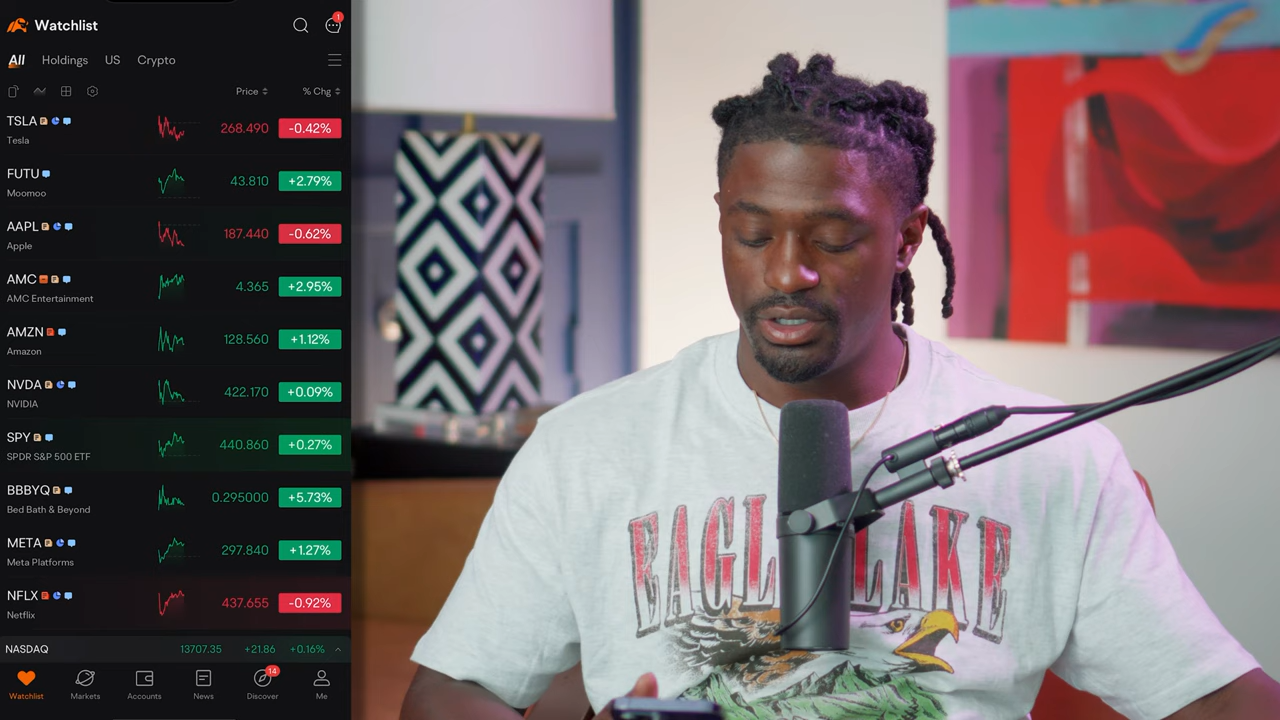 Watchlist
1
All Holdings US Crypto
Price % Chg
TSLA 268.490 -0.42%
Tesla
FUTU 43.810 +2.79%
Moomoo
AAPL 187.440 -0.62%
Apple
AMC 4.365 +2.95%
AMC Entertainment
AMZN 128.560 +1.12%
Amazon
NVDA 422.170 +0.09%
NVIDIA
SPY 440.860 +0.27%
SPDR S&P 500 ETF
BBBYQ 0.295000 +5.73%
Bed Bath & Beyond
META 297.840 +1.27%
Meta Platforms
NFLX 437.655 -0.92%
Netflix
NASDAQ 13707.35 +21.86 +0.16%
14
Watchlist Markets Accounts News Discover Me
EAGL LAKE